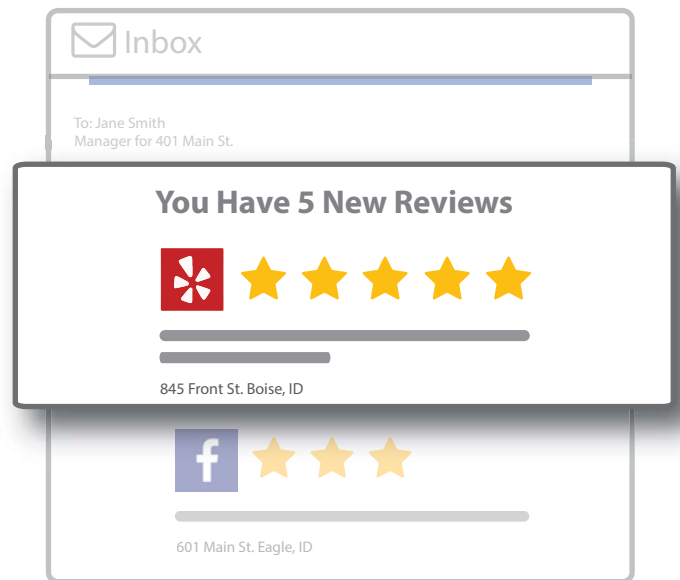 Inbox
To: Jane Smith
Manager for 401 Main St.
You Have 5 New Reviews
845 Front St. Boise, ID
f
601 Main St. Eagle, ID